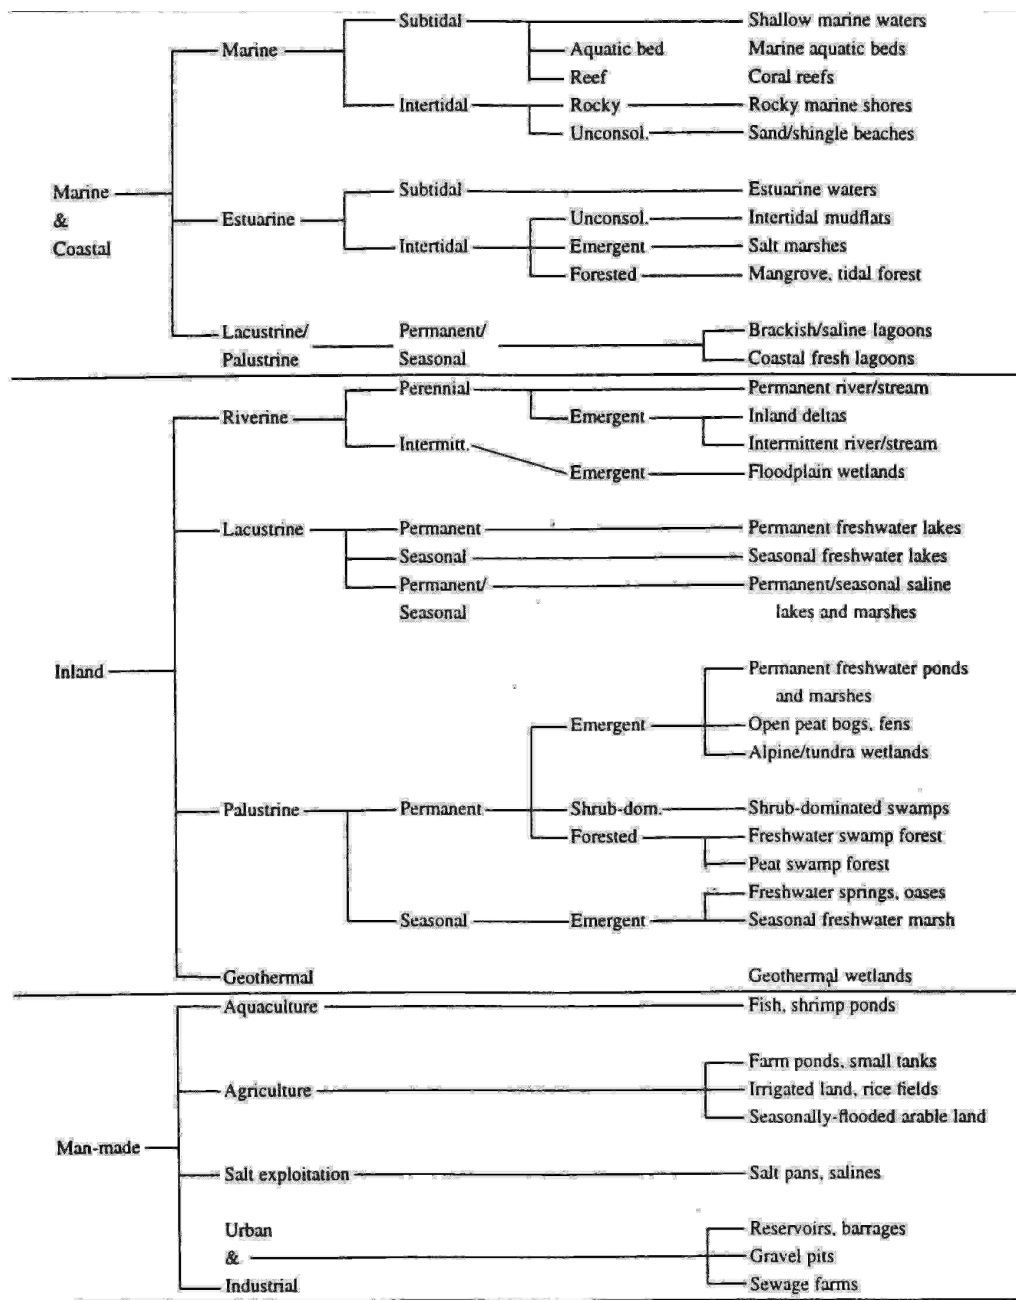 Subtidal Shallow marine waters
Marine Aquatic bed Marine aquatic beds
Reef Coral reefs
Intertidal Rocky Rocky marine shores
Unconsol. Sand/shingle beaches
Marine Subtidal Estuarine waters
& Estuarine Unconsol. Intertidal mudflats
Coastal Intertidal Emergent Salt marshes
Forested Mangrove, tidal forest
Lacustrine/ Permanent/ Brackish/saline lagoons
Palustrine Seasonal Coastal fresh lagoons
Perennial Permanent river/stream
Riverine Emergent Inland deltas
Intermitt. Intermittent river/stream
Emergent Floodplain wetlands
Lacustrine Permanent Permanent freshwater lakes
Seasonal Seasonal freshwater lakes
Permanent/ Permanent/seasonal saline
Seasonal lakes and marshes
Inland Permanent freshwater ponds
and marshes
Emergent Open peat bogs, fens
Alpine/tundra wetlands
Palustrine Permanent Shrub-dom. Shrub-dominated swamps
Forested Freshwater swamp forest
Peat swamp forest
Freshwater springs, oases
Seasonal Emergent Seasonal freshwater marsh
Geothermal Geothermal wetlands
Aquaculture Fish, shrimp ponds
Farm ponds, small tanks
Agriculture Irrigated land, rice fields
Seasonally-flooded arable land
Man-made
Salt exploitation Salt pans, salines
Urban Reservoirs, barrages
& Gravel pits
Industrial Sewage farms